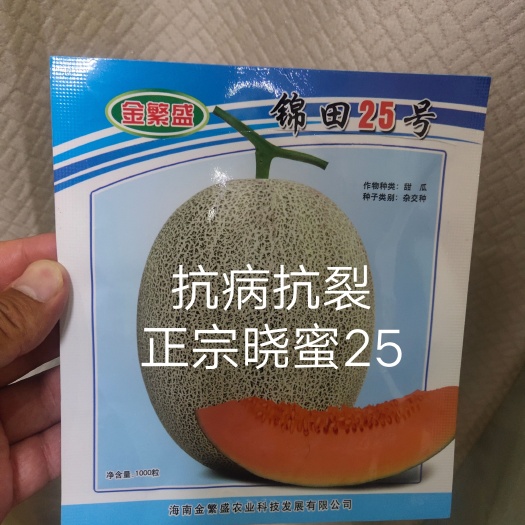 金繁盛
锦田25号
作物种类：甜 瓜
种子类别：杂交种
抗病抗裂
正宗晓蜜25
净含量：1000粒
海南金繁盛农业科技发展有限公司